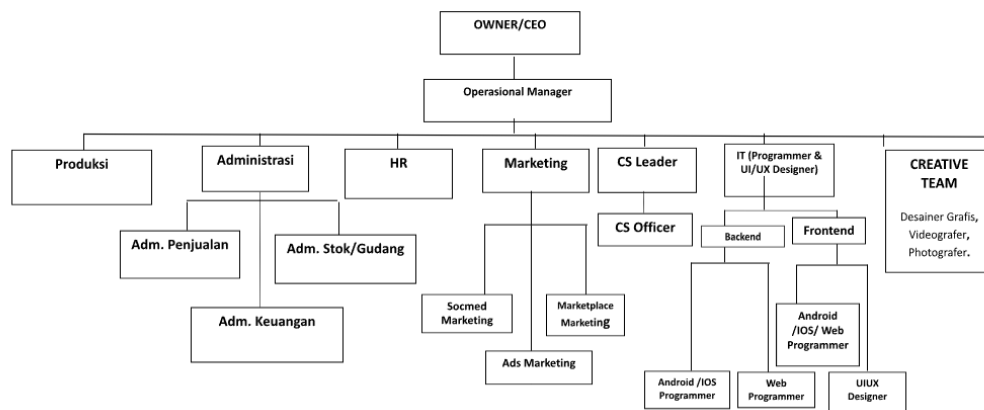 OWNER/CEO
Operasional Manager
Produksi
Administrasi
HR
Marketing
CS Leader
IT (Programmer &
UI/UX Designer)
CREATIVE
TEAM
Desainer Grafis,
Videografer,
Photografer.
Adm. Penjualan
Adm. Stok/Gudang
CS Officer
Backend
Frontend
Adm. Keuangan
Socmed
Marketing
Marketplace
Marketing
Ads Marketing
Android
/IOS/ Web
Programmer
Android /IOS
Programmer
Web
Programmer
UIUX
Designer